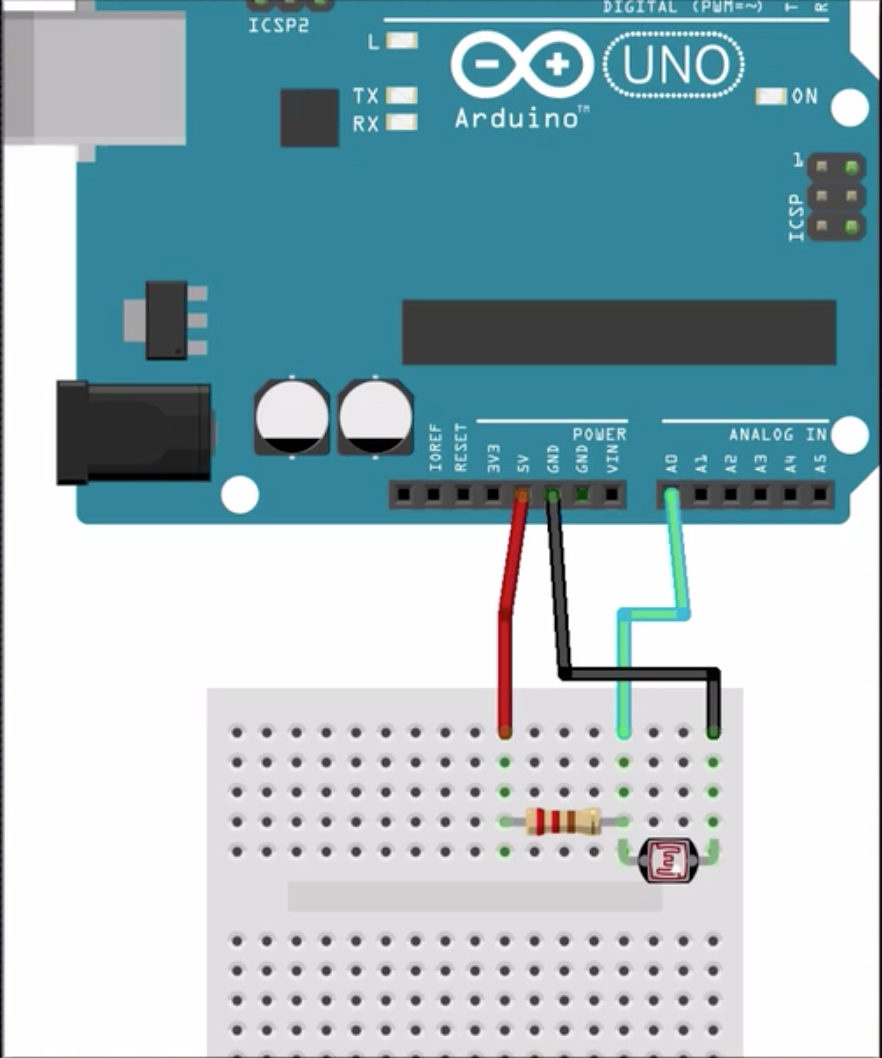 DIGITAL (PWM=~)
ICSP2
L
TX
RX
UNO
Arduino™
ON
1
ICSP
IOREF
RESET
3V3
5V
GND
GND
VIN
POWER
A0
A1
A2
A3
A4
A5
ANALOG IN